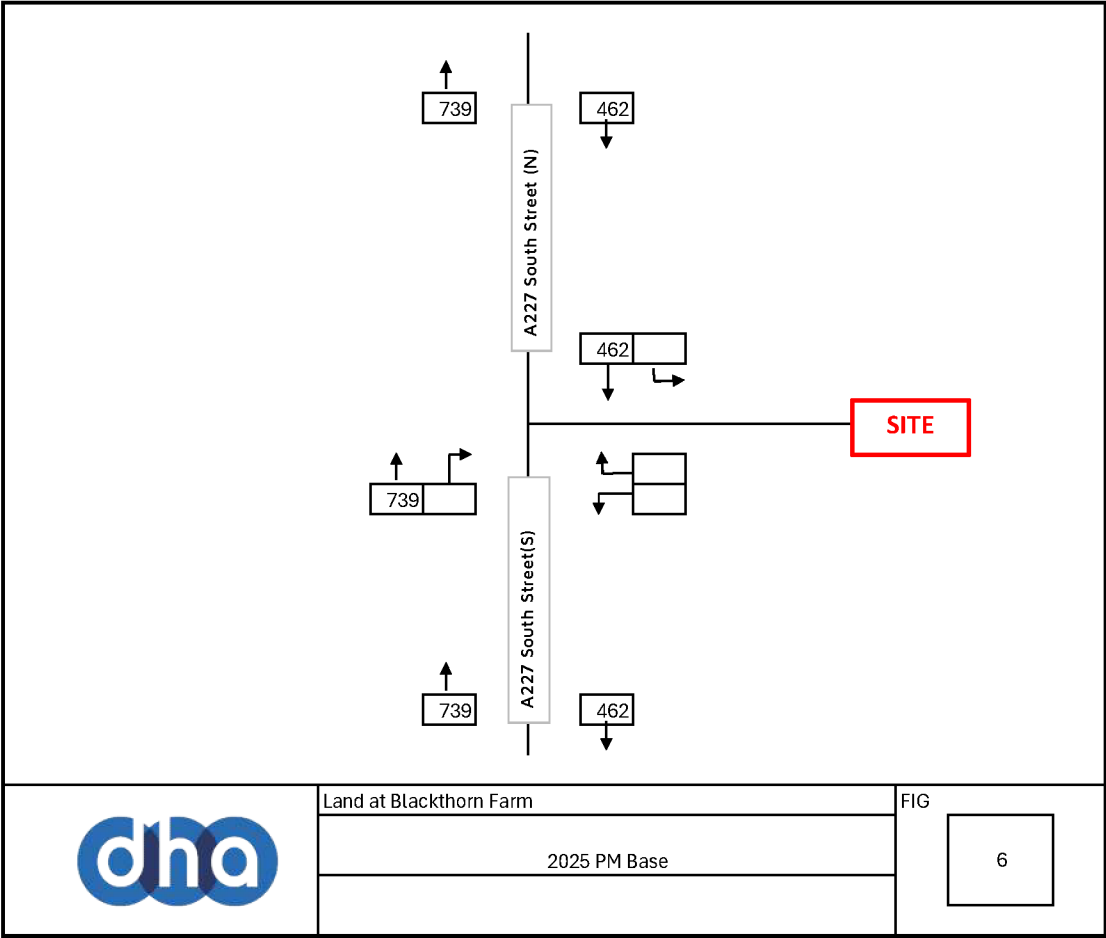 739
462
A227 South Street (N)
462
SITE
739
A227 South Street(S)
739
462
Land at Blackthorn Farm
FIG
dha
2025 PM Base
6